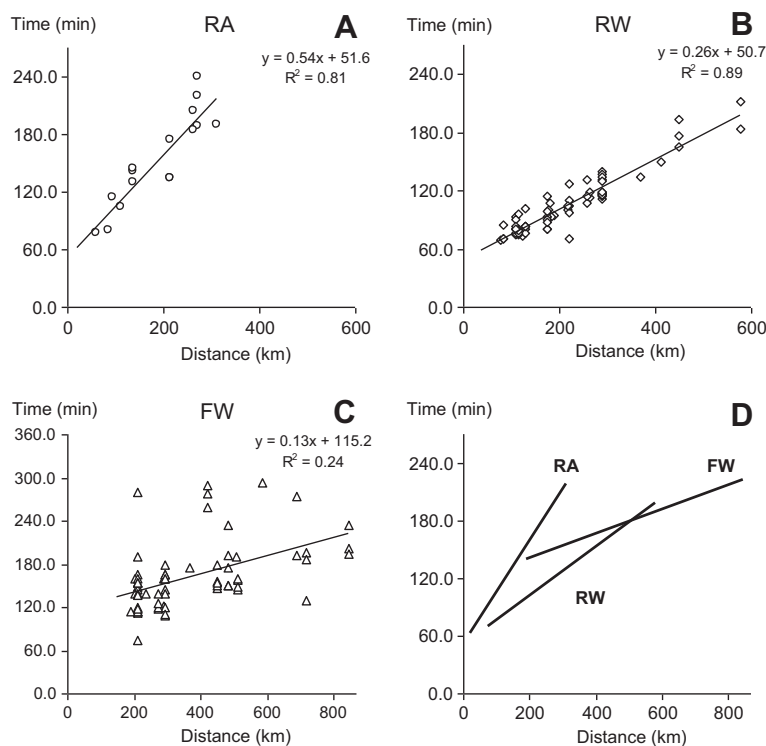 Time (min)
RA
A
y = 0.54x + 51.6
R² = 0.81
240.0
180.0
120.0
60.0
0.0
0
200
400
600
Distance (km)
Time (min)
RW
B
y = 0.26x + 50.7
R² = 0.89
240.0
180.0
120.0
60.0
0.0
0
200
400
600
Distance (km)
Time (min)
FW
C
y = 0.13x + 115.2
R² = 0.24
360.0
300.0
240.0
180.0
120.0
60.0
0.0
0
200
400
600
800
Distance (km)
Time (min)
D
RA
FW
RW
240.0
180.0
120.0
60.0
0.0
0
200
400
600
800
Distance (km)